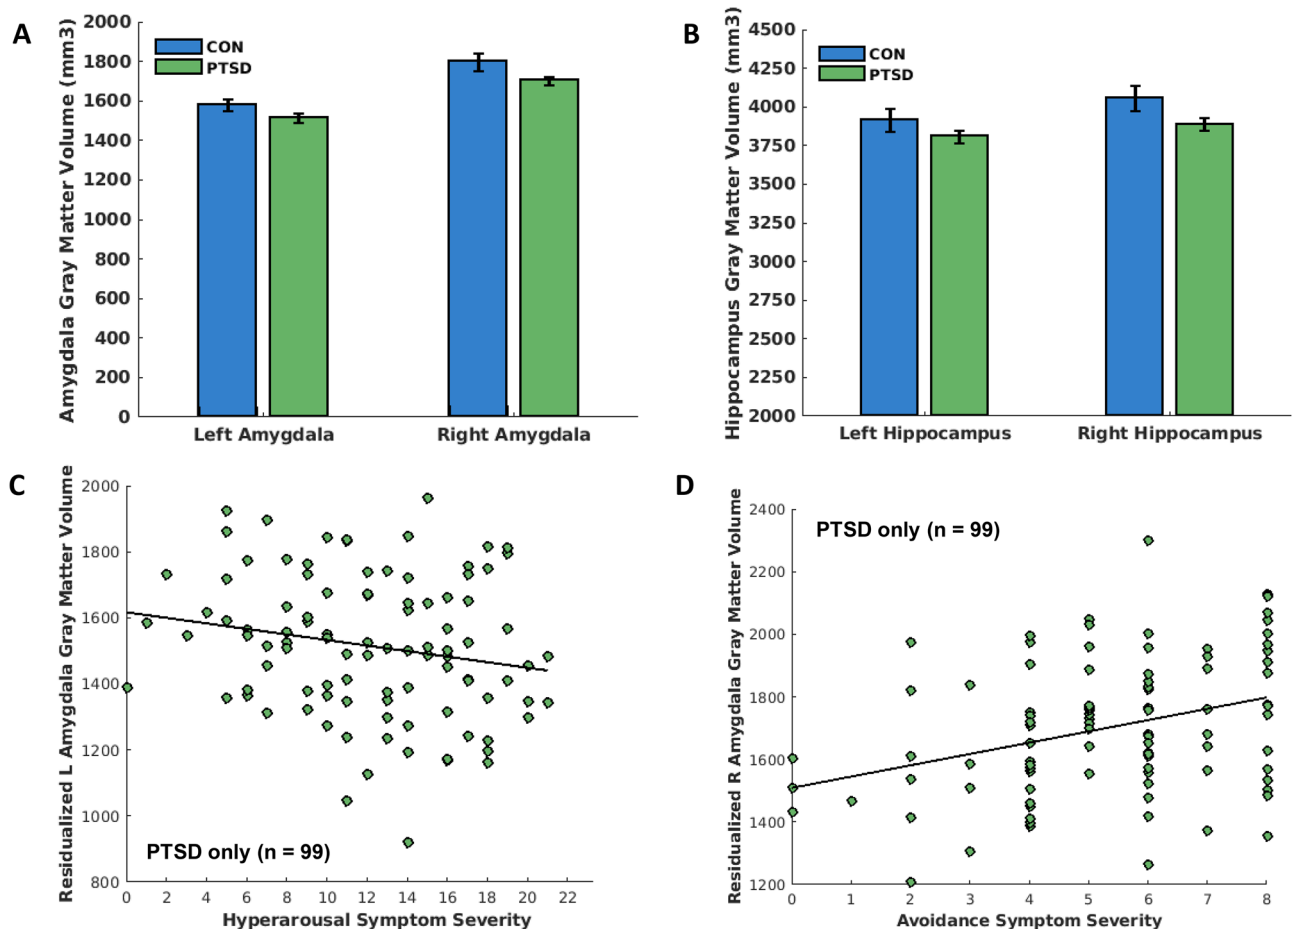 A
Amygdala Gray Matter Volume (mm3)
2000
1800
1600
1400
1200
1000
800
600
400
200
0
CON
PTSD
Left Amygdala
Right Amygdala
B
Hippocampus Gray Matter Volume (mm3)
4500
4250
4000
3750
3500
3250
3000
2750
2500
2250
2000
CON
PTSD
Left Hippocampus
Right Hippocampus
C
Residualized L Amygdala Gray Matter Volume
2000
1800
1600
1400
1200
1000
800
PTSD only (n = 99)
0 2 4 6 8 10 12 14 16 18 20 22
Hyperarousal Symptom Severity
D
Residualized R Amygdala Gray Matter Volume
2400
2200
2000
1800
1600
1400
1200
PTSD only (n = 99)
0 1 2 3 4 5 6 7 8
Avoidance Symptom Severity